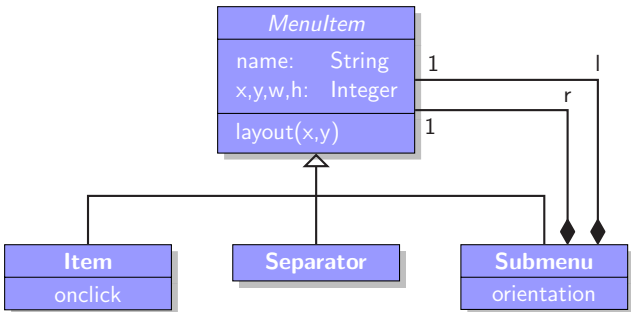 MenuItem
name: String
x,y,w,h: Integer
layout(x,y)
1
l
r
1
Item
onclick
Separator
Submenu
orientation